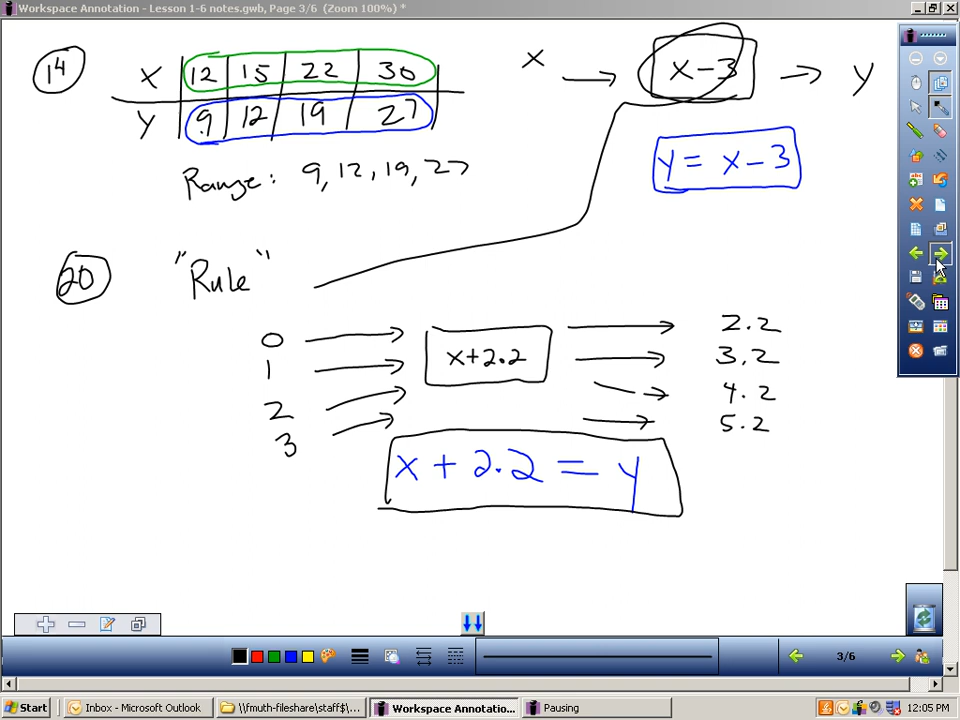 Workspace Annotation - Lesson 1-6 notes.gwb, Page 3/6 (Zoom 100%) *
14
X 12 15 22 30
Y 9 12 19 27
x → x-3 → y
Range: 9, 12, 19, 27
y = x-3
20 "Rule"
0 → x+2.2 → 2.2
1 → → 3.2
2 → → 4.2
3 → → 5.2
x + 2.2 = y
abc
3/6
Start
Inbox - Microsoft Outlook
\\fmuth-fileshare\staff$\...
Workspace Annotatio...
Pausing
12:05 PM